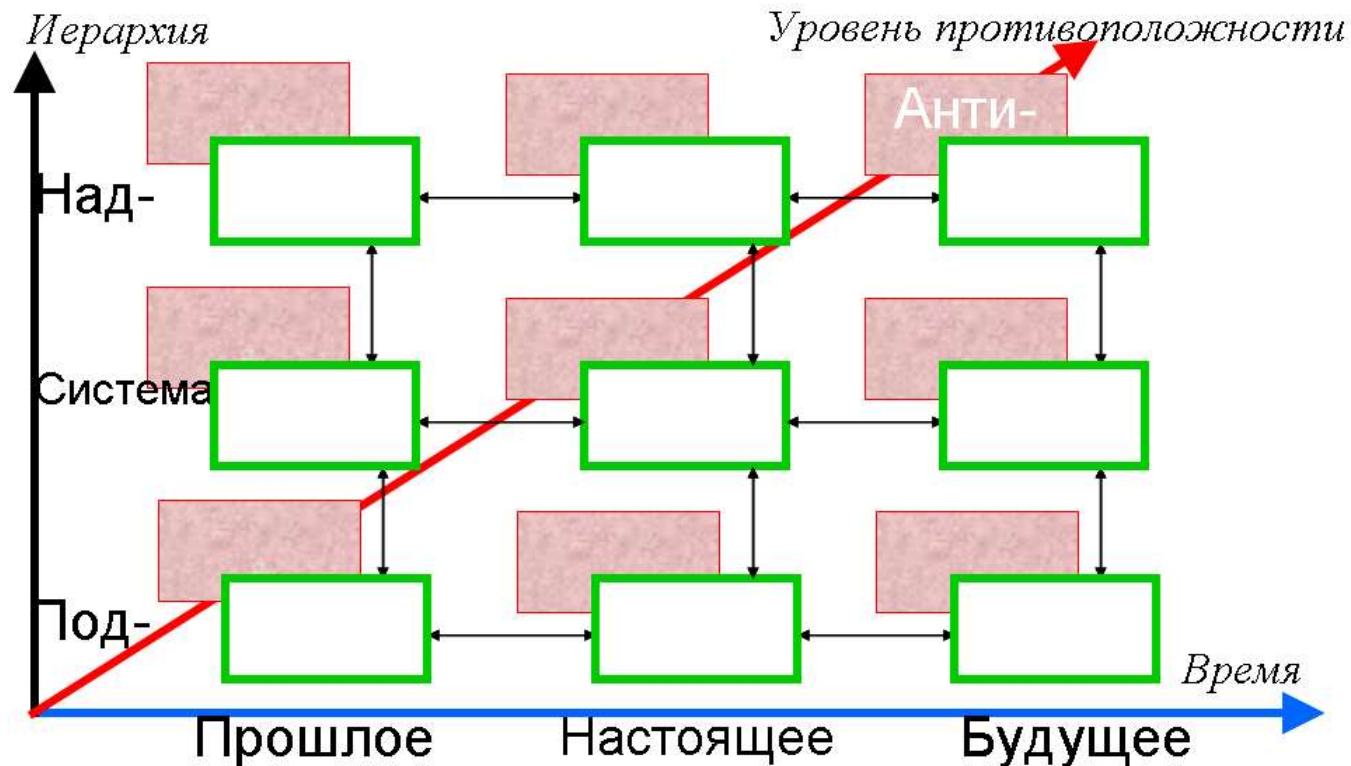 Иерархия
Уровень противоположности
Анти-
Над-
Система
Под-
Время
Прошлое
Настоящее
Будущее